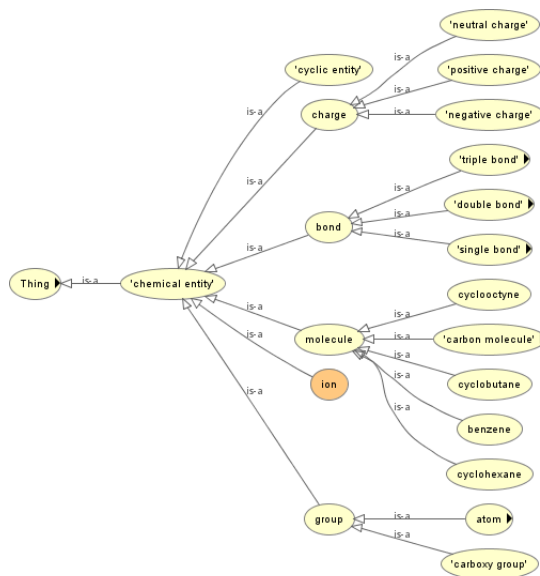 'neutral charge'
is-a
'cyclic entity'
'positive charge'
is-a
is-a
charge
is-a
'negative charge'
is-a
'triple bond'
is-a
is-a
'double bond'
bond
is-a
is-a
'single bond'
Thing
is-a
'chemical entity'
cyclooctyne
is-a
is-a
molecule
is-a
'carbon molecule'
is-a
is-a
cyclobutane
ion
is-a
is-a
is-a
benzene
cyclohexane
group
is-a
atom
is-a
'carboxy group'